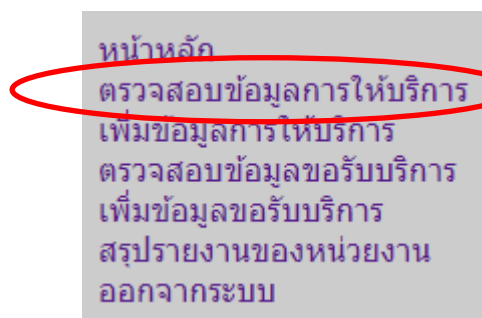 หน้าหลัก
ตรวจสอบข้อมูลการให้บริการ
เพิ่มข้อมูลการให้บริการ
ตรวจสอบข้อมูลขอรับบริการ
เพิ่มข้อมูลขอรับบริการ
สรุปรายงานของหน่วยงาน
ออกจากระบบ